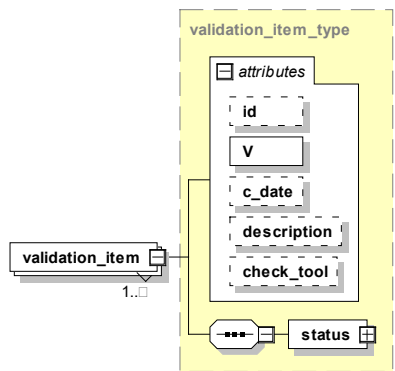 validation_item_type
attributes
id
V
c_date
description
check_tool
validation_item
1..□
status